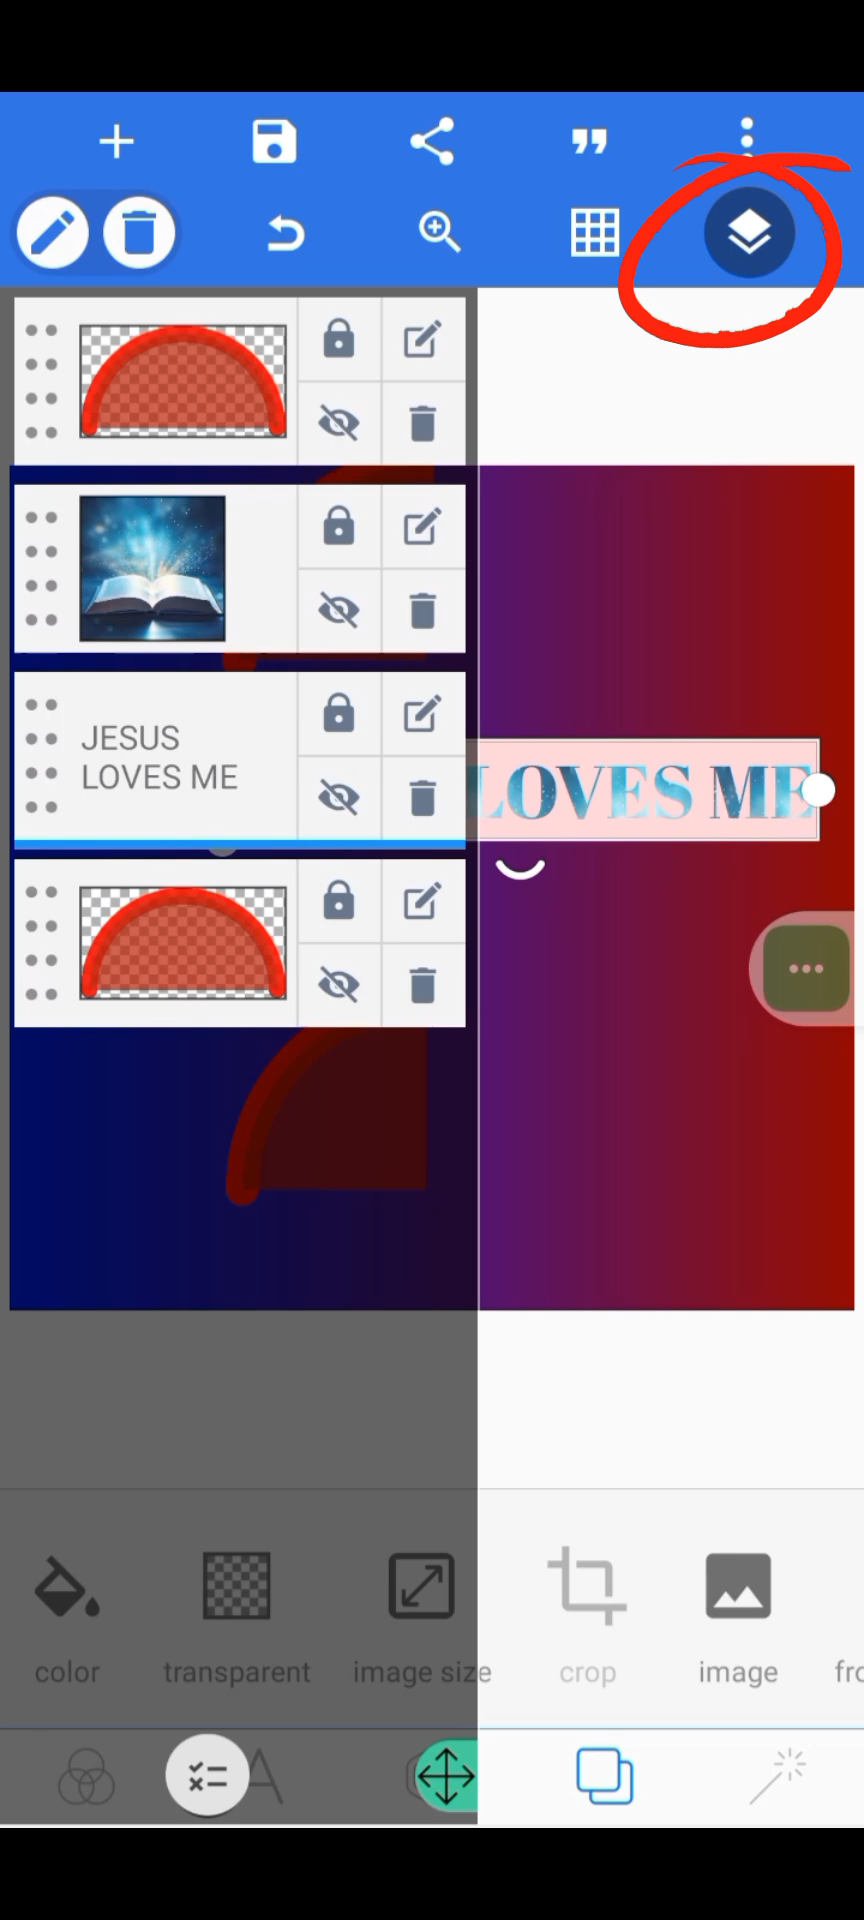 JESUS
LOVES ME
LOVES ME
color
transparent
image size
crop
image
fro